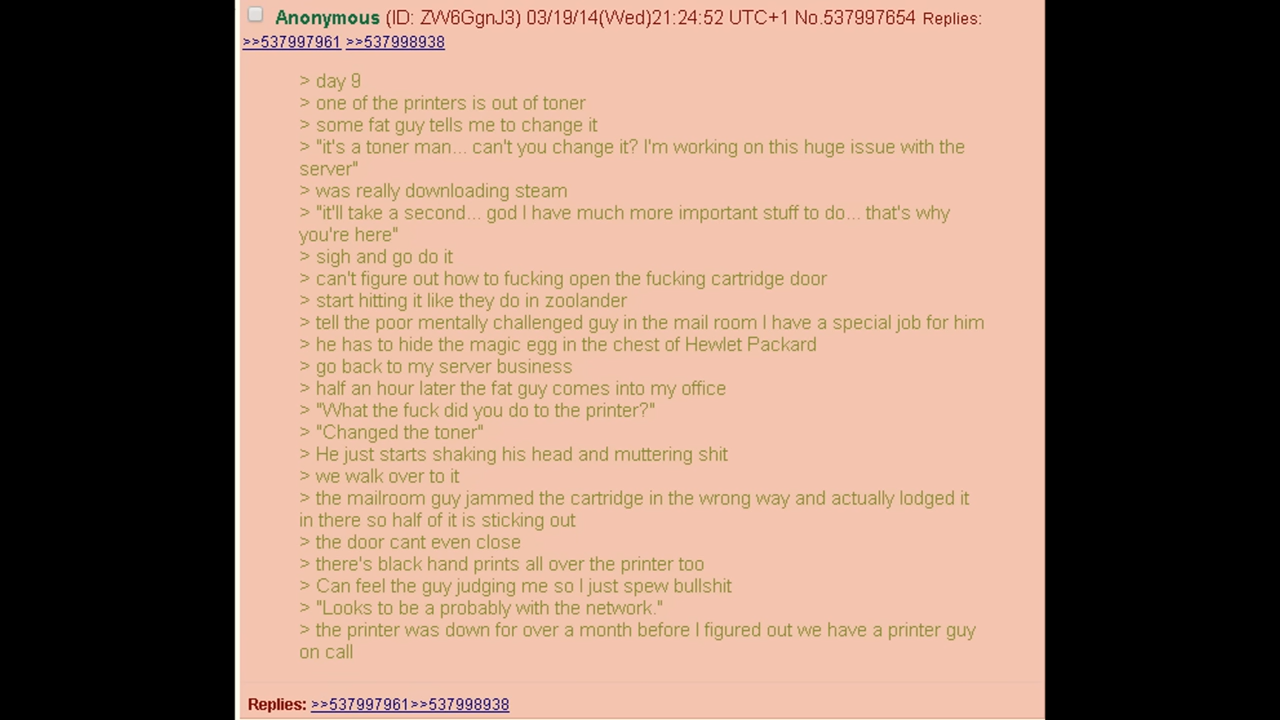 Anonymous (ID: ZW6GgnJ3) 03/19/14(Wed)21:24:52 UTC+1 No.537997654 Replies:
>>537997961 >>537998938
> day 9
> one of the printers is out of toner
> some fat guy tells me to change it
> "it's a toner man... can't you change it? I'm working on this huge issue with the
server"
> was really downloading steam
> "it'll take a second... god I have much more important stuff to do... that's why
you're here"
> sigh and go do it
> can't figure out how to fucking open the fucking cartridge door
> start hitting it like they do in zoolander
> tell the poor mentally challenged guy in the mail room I have a special job for him
> he has to hide the magic egg in the chest of Hewlet Packard
> go back to my server business
> half an hour later the fat guy comes into my office
> "What the fuck did you do to the printer?"
> "Changed the toner"
> He just starts shaking his head and muttering shit
> we walk over to it
> the mailroom guy jammed the cartridge in the wrong way and actually lodged it
in there so half of it is sticking out
> the door cant even close
> there's black hand prints all over the printer too
> Can feel the guy judging me so I just spew bullshit
> "Looks to be a probably with the network."
> the printer was down for over a month before I figured out we have a printer guy
on call
Replies: >>537997961>>537998938